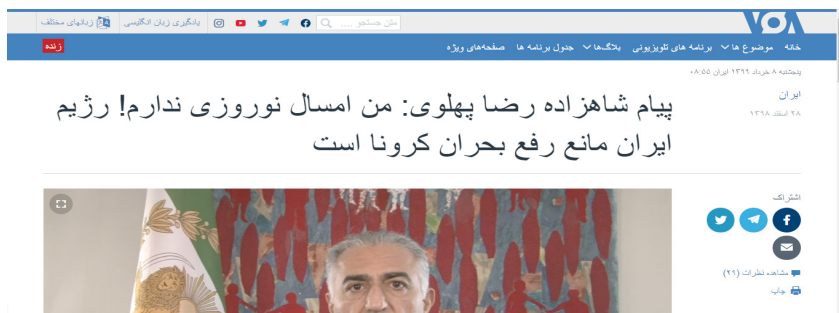 VOA
متن جستجو ....
یادگیری زبان انگلیسی
زبانهای مختلف
خانه موضوع ها برنامه های تلویزیونی بلاگ‌ها جدول برنامه ها صفحه‌های ویژه
زنده
پنجشنبه ۸ خرداد ۱۳۹۹ ایران ۰۸:۵۵
ایران
۲۸ اسفند ۱۳۹۸
پیام شاهزاده رضا پهلوی: من امسال نوروزی ندارم! رژیم
ایران مانع رفع بحران کرونا است
اشتراک
مشاهده نظرات (۲۹)
چاپ